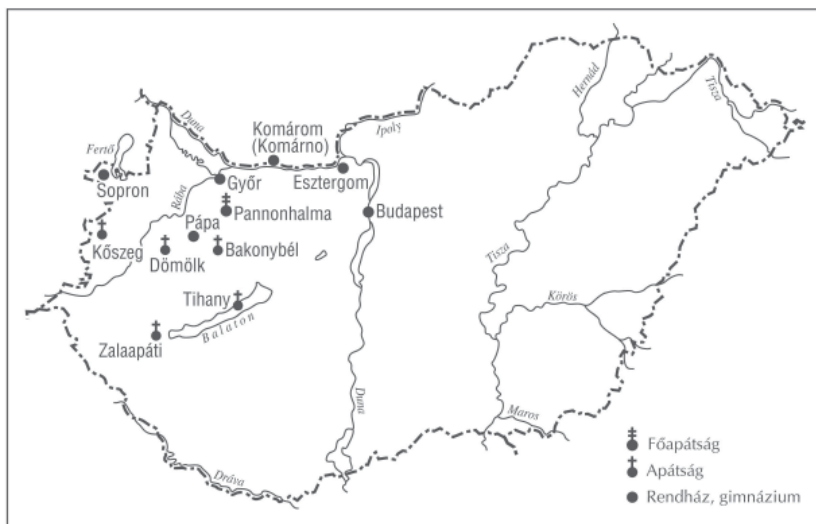 Hernád
Tisza
Duna
Ipoly
Komárom
(Komárno)
Fertő
Sopron
Győr
Esztergom
Rába
Pannonhalma
Budapest
Pápa
Kőszeg
Dömölk
Bakonybél
Tisza
Tihany
Körös
Balaton
Zalaapáti
Duna
Maros
Dráva
Főapátság
Apátság
Rendház, gimnázium